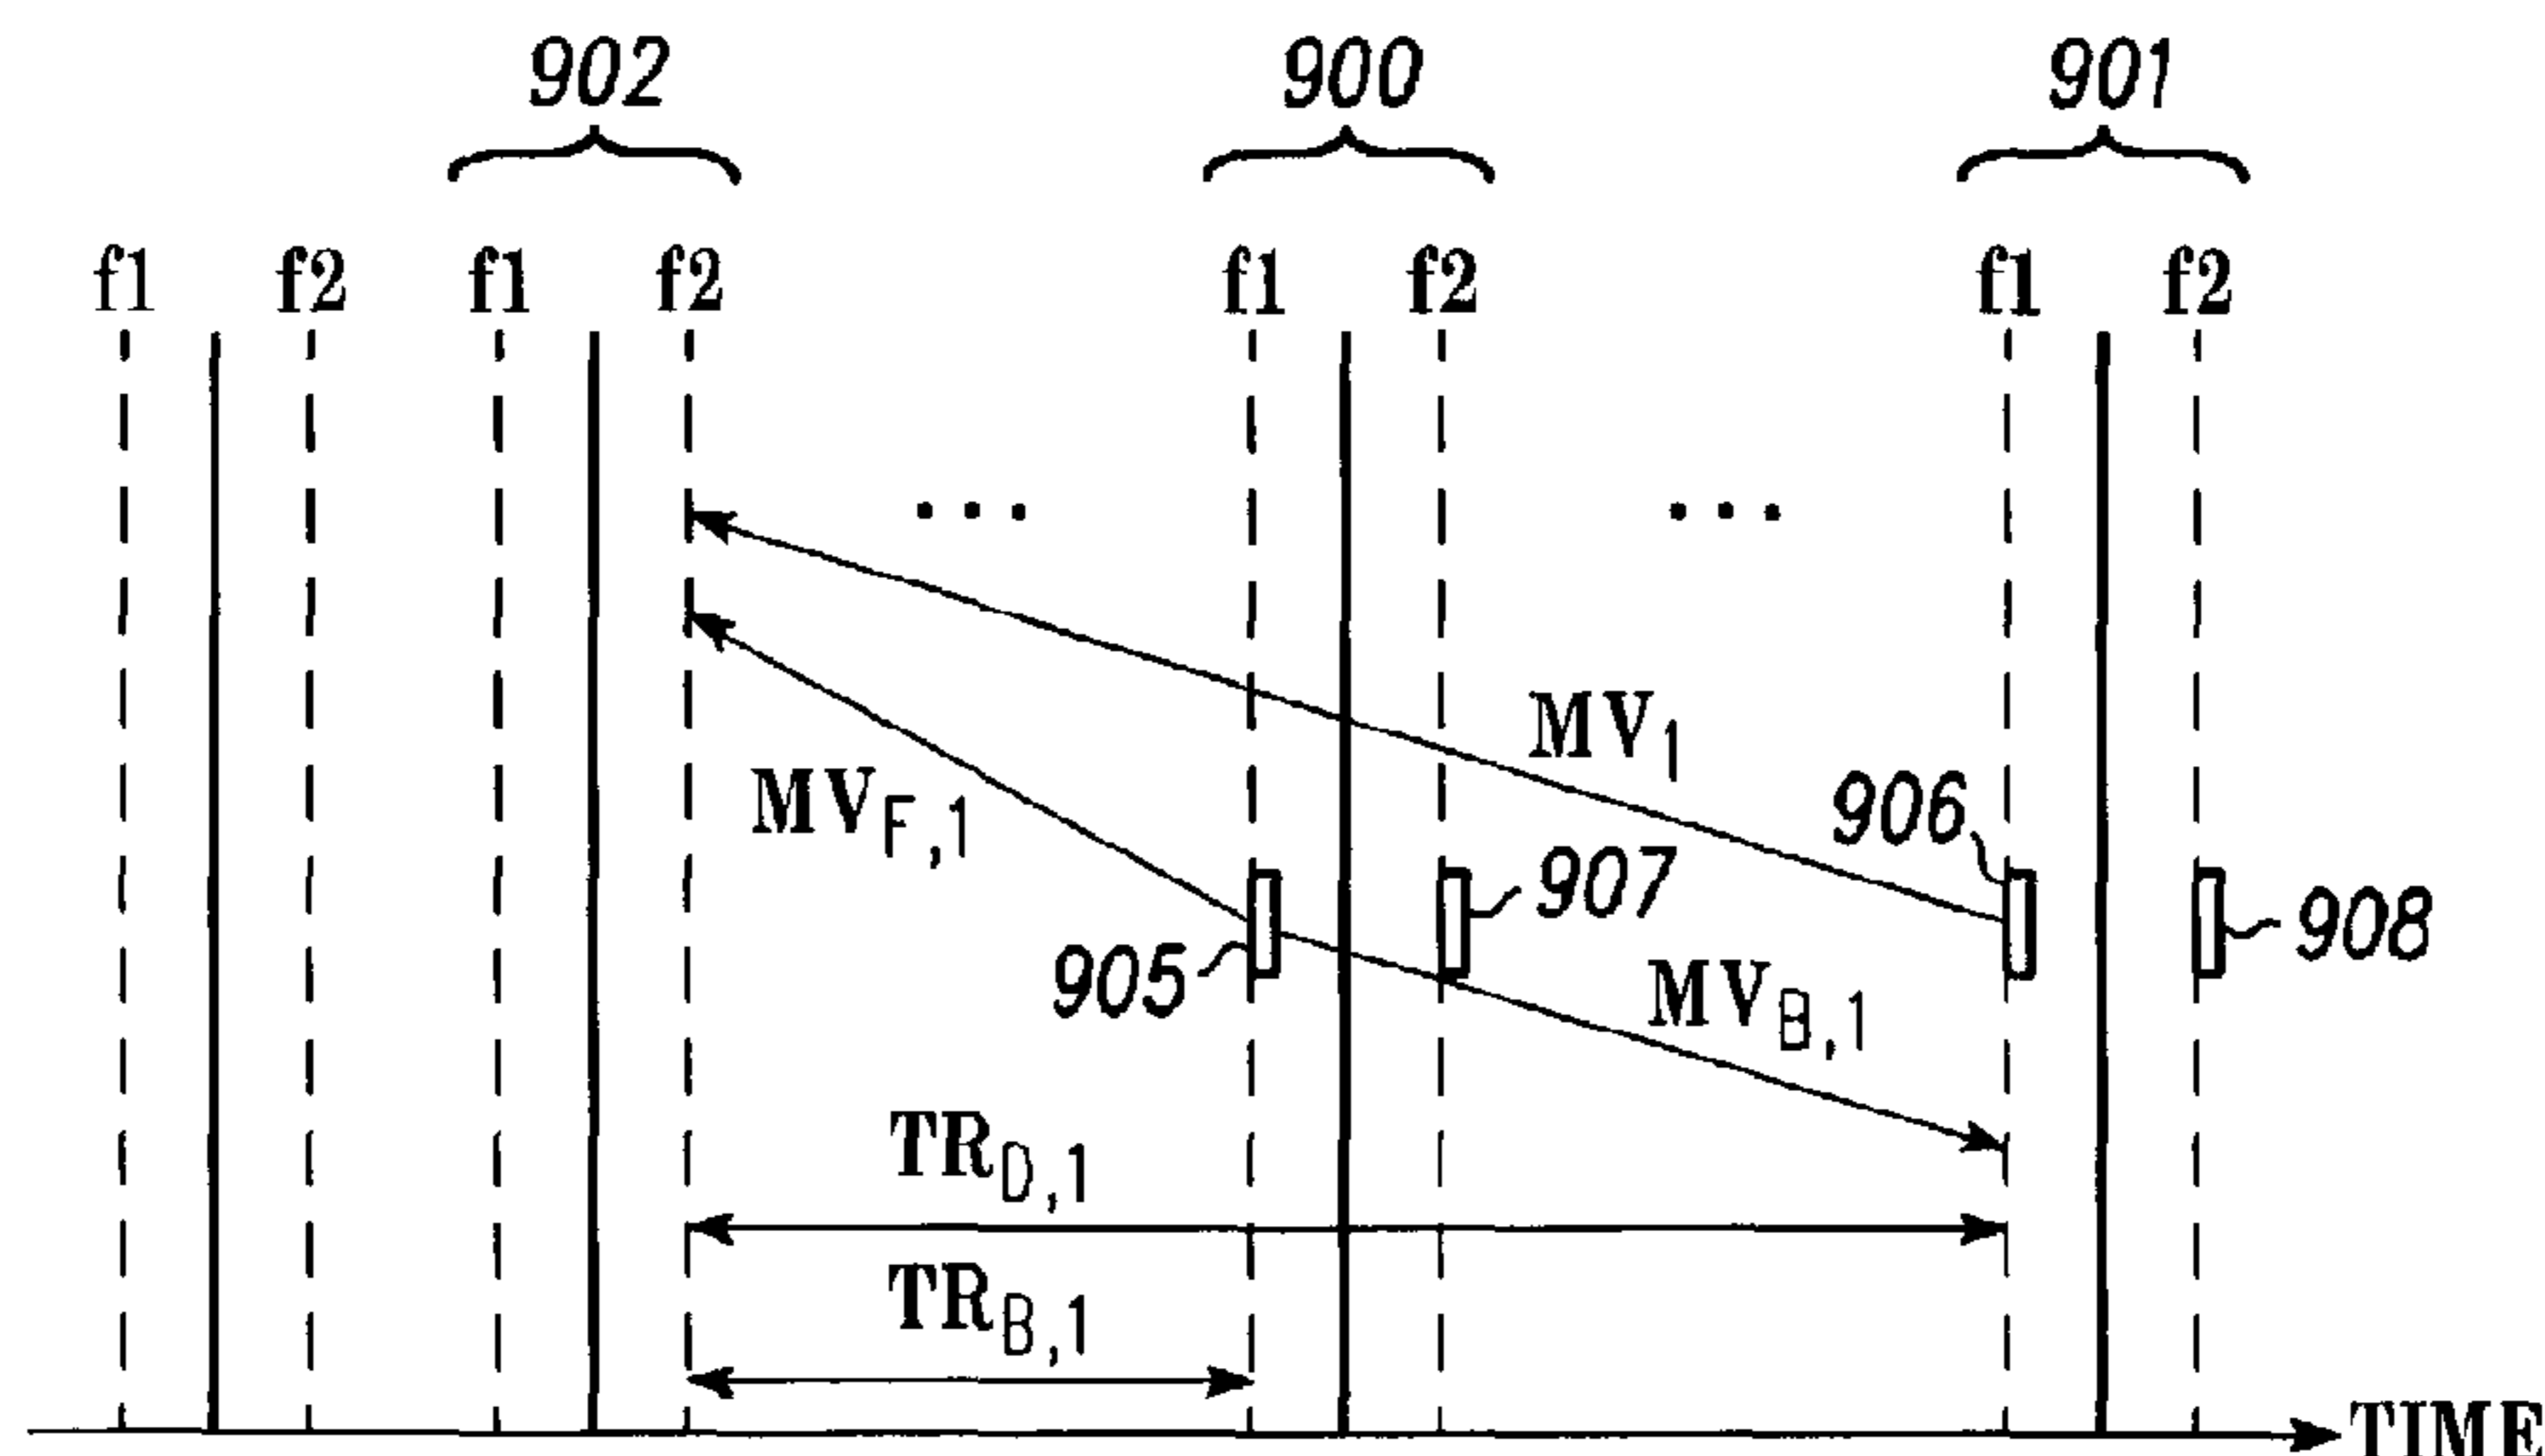 902 900 901
f1 f2 f1 f2 f1 f2 f1 f2
... ...
MV1
906
MVF,1
907
908
905
MVB,1
TRD,1
TRB,1
TIME